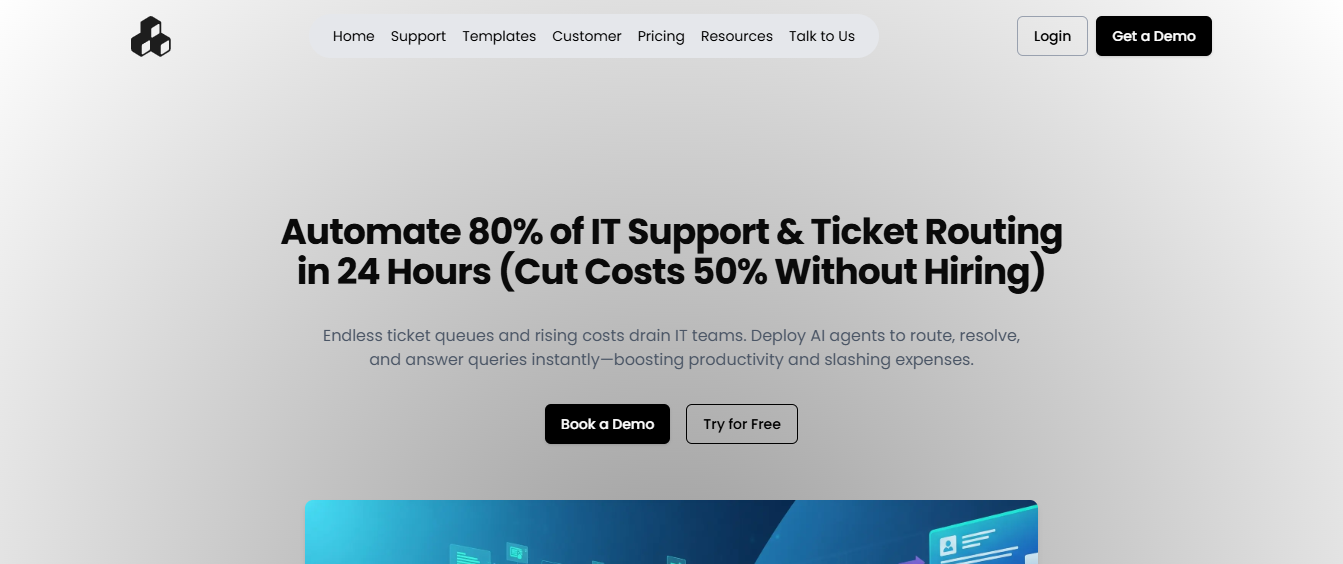 Home Support Templates Customer Pricing Resources Talk to Us
Login
Get a Demo
Automate 80% of IT Support & Ticket Routing
in 24 Hours (Cut Costs 50% Without Hiring)
Endless ticket queues and rising costs drain IT teams. Deploy AI agents to route, resolve,
and answer queries instantly—boosting productivity and slashing expenses.
Book a Demo
Try for Free